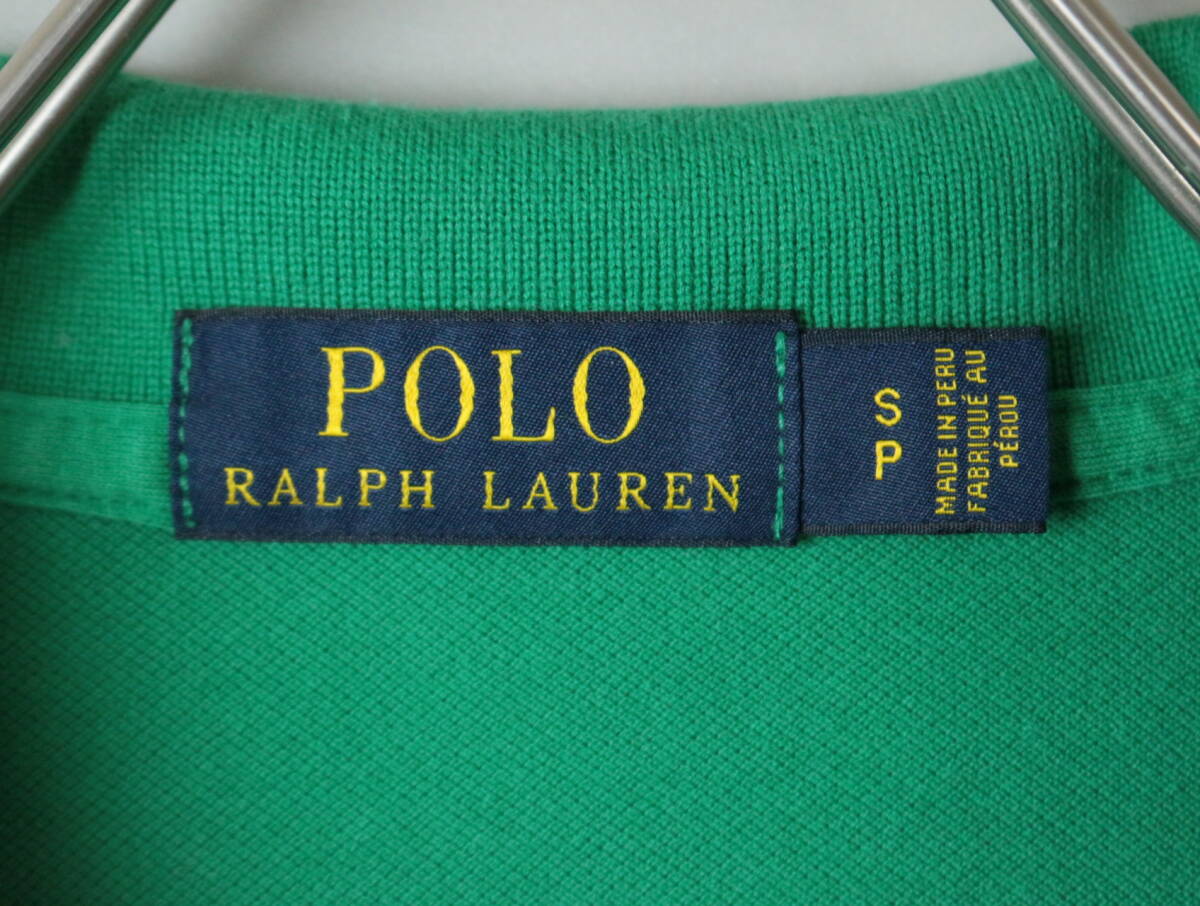 POLO
RALPH LAUREN
S
P
MADE IN PERU
FABRIQUÉ AU
PÉROU